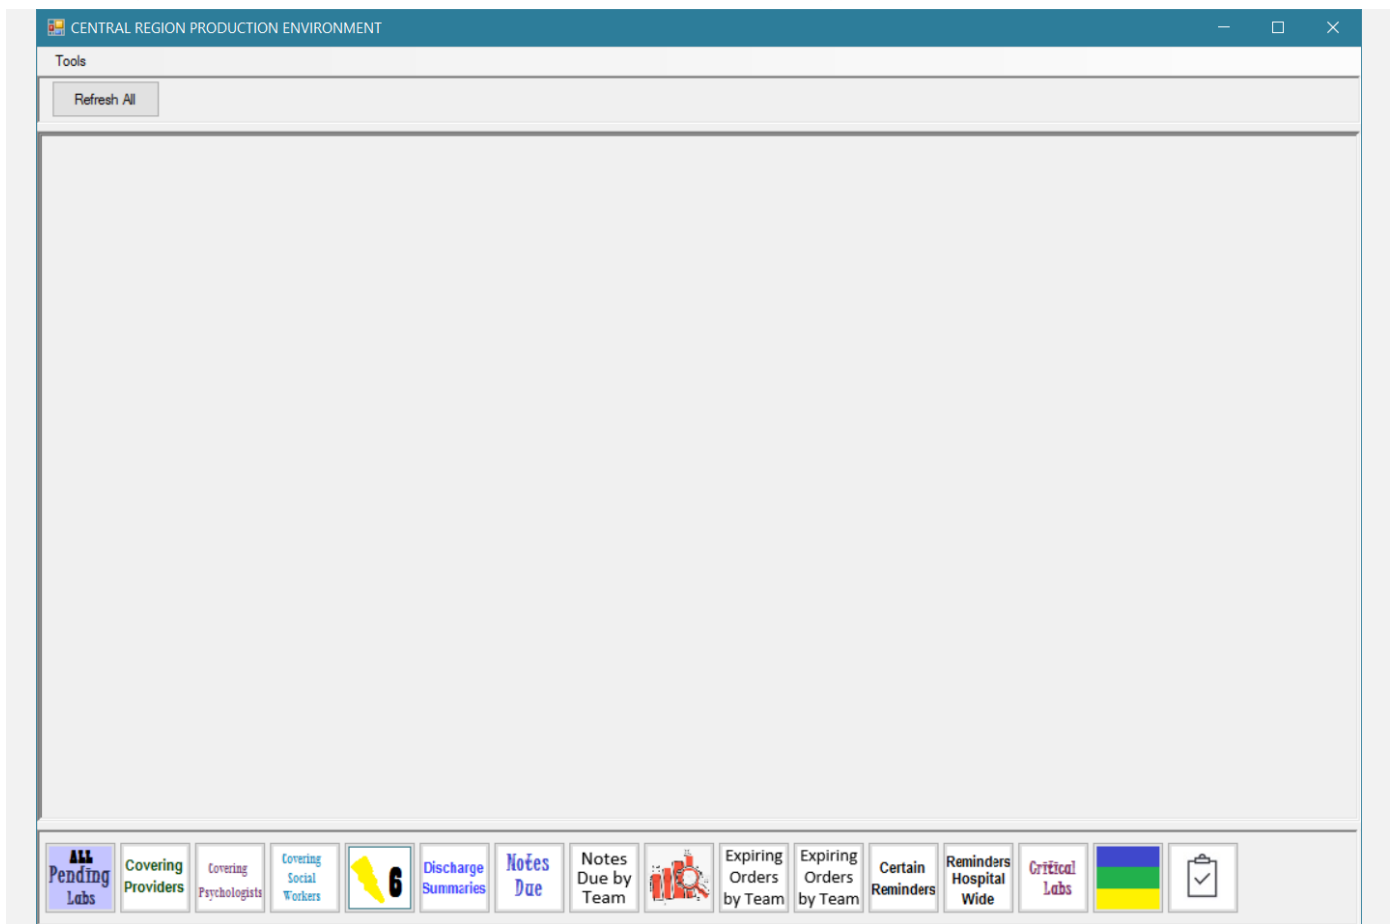 CENTRAL REGION PRODUCTION ENVIRONMENT
Tools
Refresh All
ALL
Pending
Labs
Covering
Providers
Covering
Psychologists
Covering
Social
Workers
6
Discharge
Summaries
Notes
Due
Notes
Due by
Team
Expiring
Orders
by Team
Expiring
Orders
by Team
Certain
Reminders
Reminders
Hospital
Wide
Critical
Labs